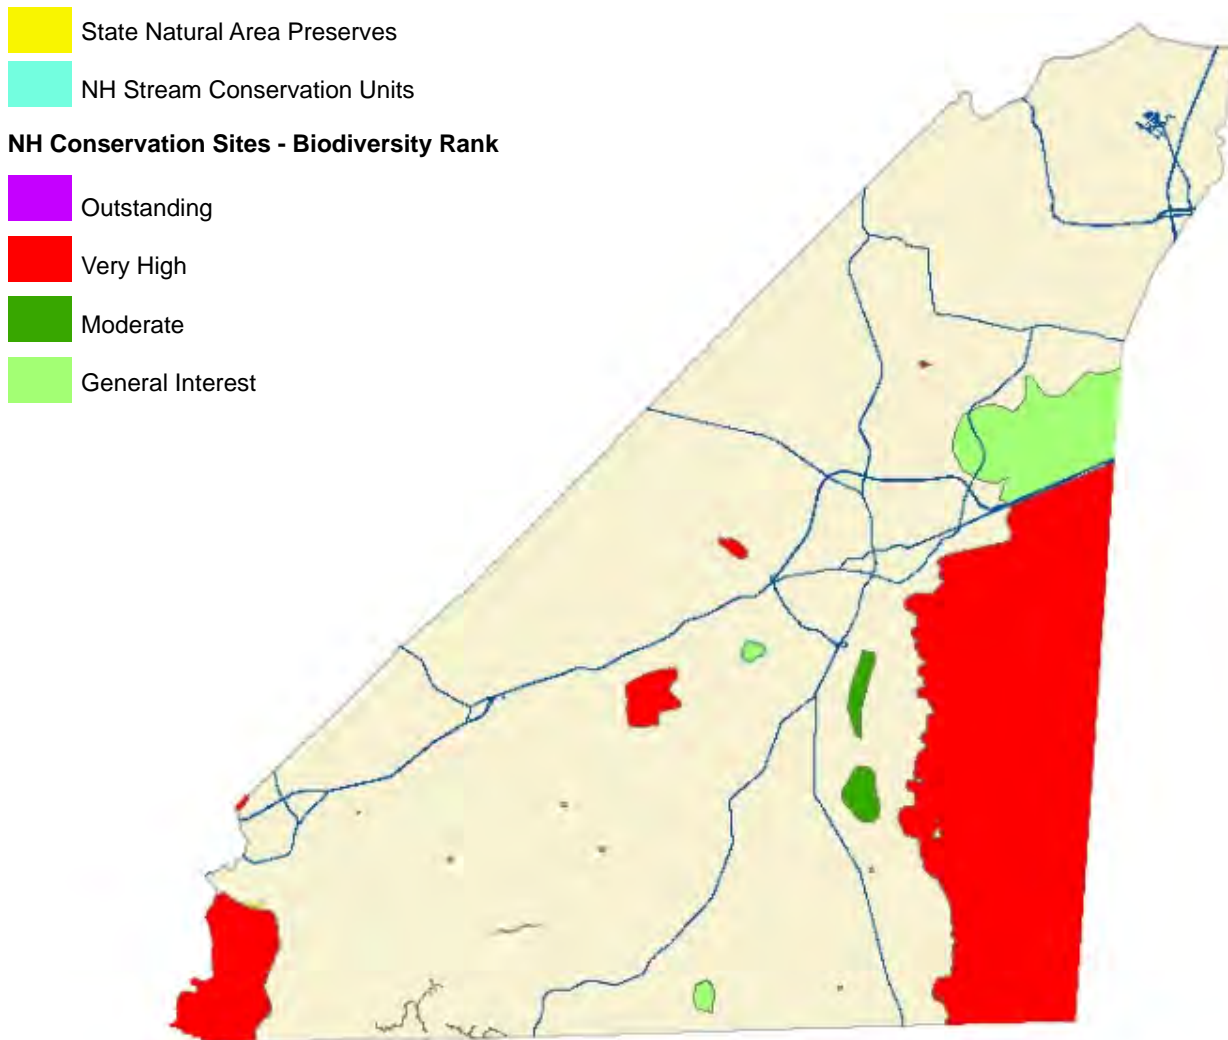 State Natural Area Preserves
NH Stream Conservation Units
NH Conservation Sites - Biodiversity Rank
Outstanding
Very High
Moderate
General Interest